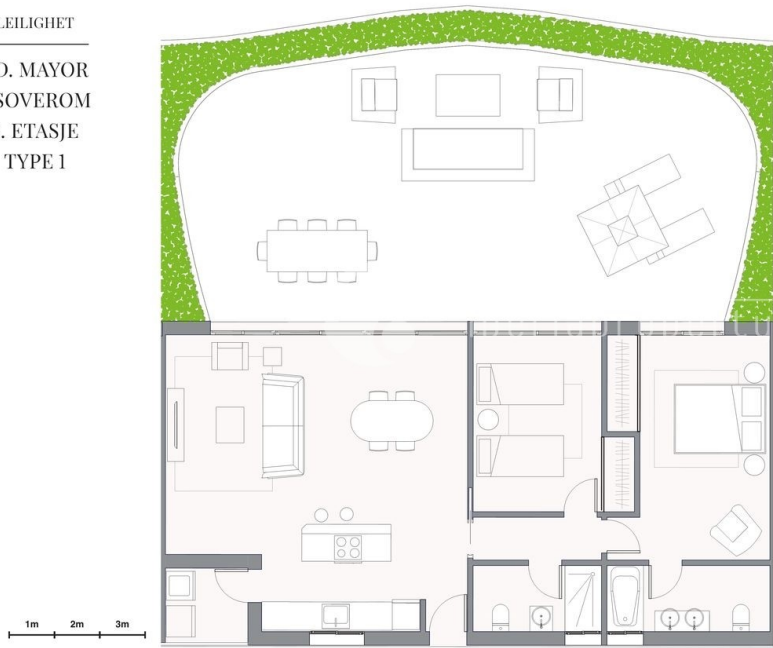 LEILIGHET
MAYOR
SOVEROM
. ETASJE
TYPE 1
1m 2m 3m